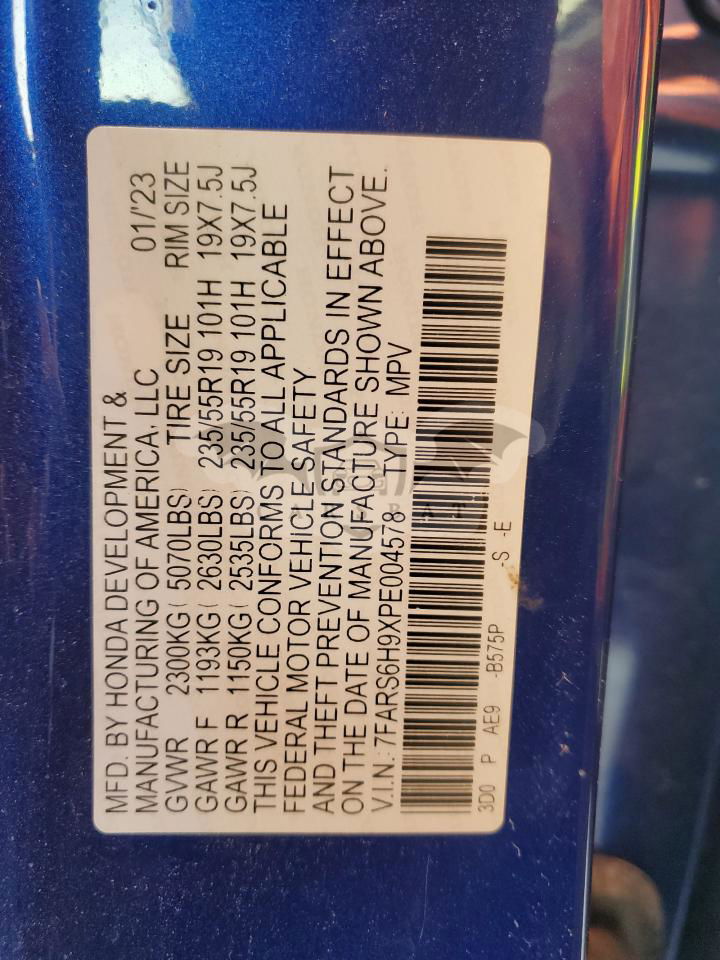 MFD. BY HONDA DEVELOPMENT &
MANUFACTURING OF AMERICA, LLC 01/'23
GVWR 2300KG( 5070LBS) TIRE SIZE RIM SIZE
GAWR F 1193KG( 2630LBS) 235/55R19 101H 19X7.5J
GAWR R 1150KG( 2535LBS) 235/55R19 101H 19X7.5J
THIS VEHICLE CONFORMS TO ALL APPLICABLE
FEDERAL MOTOR VEHICLE SAFETY
AND THEFT PREVENTION STANDARDS IN EFFECT
ON THE DATE OF MANUFACTURE SHOWN ABOVE.
V.I.N.: 7FARS6H9XPE004578 TYPE: MPV
3D0 P AE9 -B575P -S -E